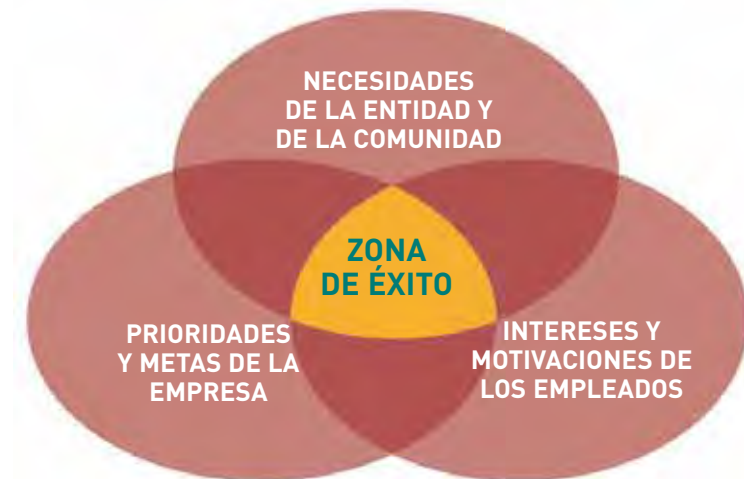 NECESIDADES
DE LA ENTIDAD Y
DE LA COMUNIDAD
ZONA
DE ÉXITO
PRIORIDADES
Y METAS DE LA
EMPRESA
INTERESES Y
MOTIVACIONES DE
LOS EMPLEADOS